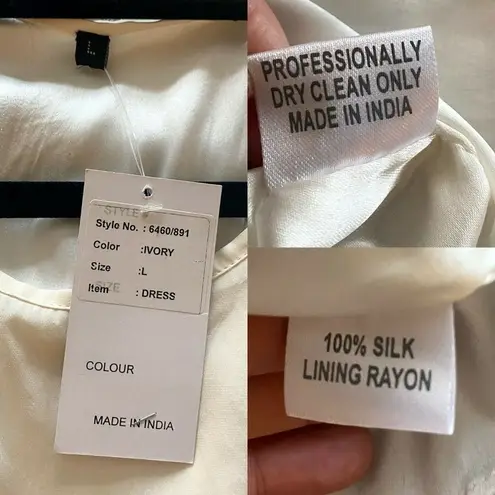 L
STYLE
Style No. : 6460/891
Color :IVORY
Size : L
SIZE
Item : DRESS
COLOUR
MADE IN INDIA
PROFESSIONALLY
DRY CLEAN ONLY
MADE IN INDIA
100% SILK
LINING RAYON